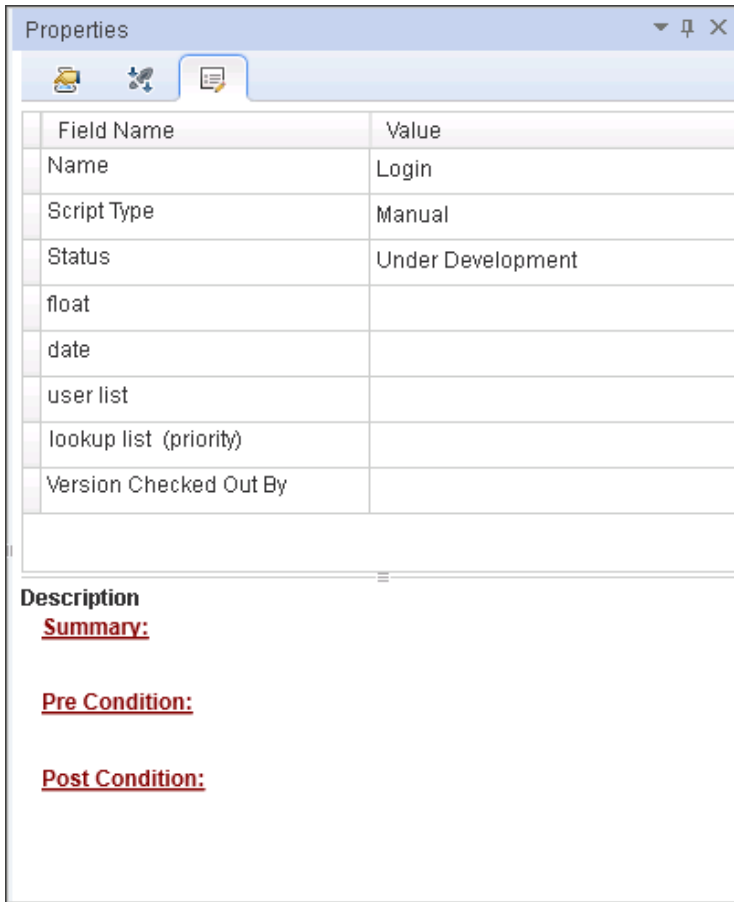 Properties
Field Name Value
Name Login
Script Type Manual
Status Under Development
float
date
user list
lookup list (priority)
Version Checked Out By
Description
Summary:
Pre Condition:
Post Condition: